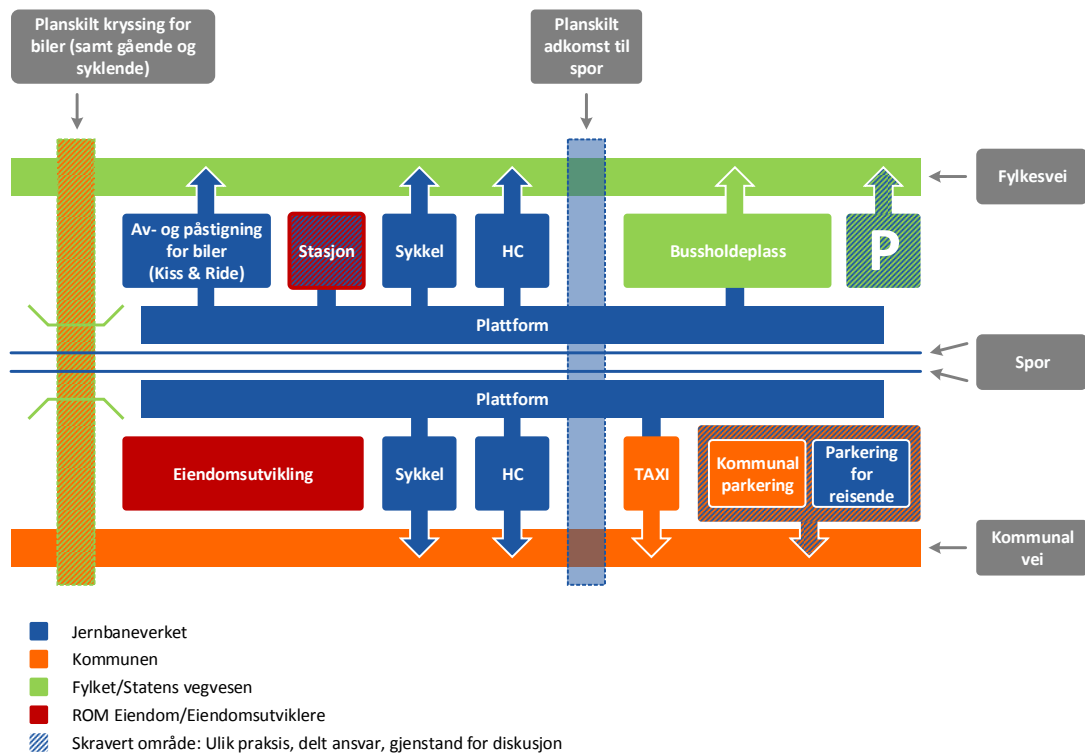 Planskilt kryssing for
biler (samt gående og
syklende)
Planskilt
adkomst til
spor
Fylkesvei
Av- og påstigning
for biler
(Kiss & Ride)
Stasjon
Sykkel
HC
Bussholdeplass
P
Plattform
Spor
Plattform
Eiendomsutvikling
Sykkel
HC
TAXI
Kommunal
parkering
Parkering
for
reisende
Kommunal
vei
Jernbaneverket
Kommunen
Fylket/Statens vegvesen
ROM Eiendom/Eiendomsutviklere
Skravert område: Ulik praksis, delt ansvar, gjenstand for diskusjon